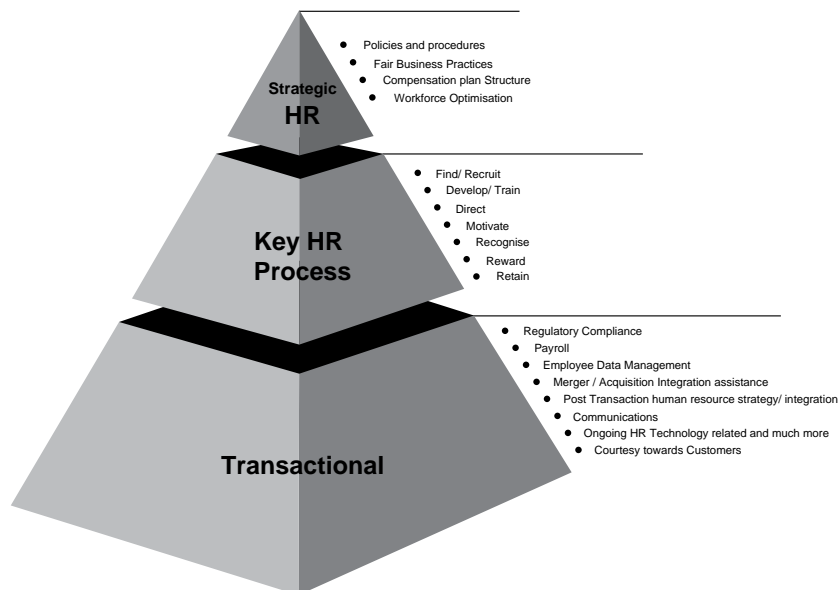 Strategic
HR
Policies and procedures
Fair Business Practices
Compensation plan Structure
Workforce Optimisation
Key HR
Process
Find/ Recruit
Develop/ Train
Direct
Motivate
Recognise
Reward
Retain
Transactional
Regulatory Compliance
Payroll
Employee Data Management
Merger / Acquisition Integration assistance
Post Transaction human resource strategy/ integration
Communications
Ongoing HR Technology related and much more
Courtesy towards Customers